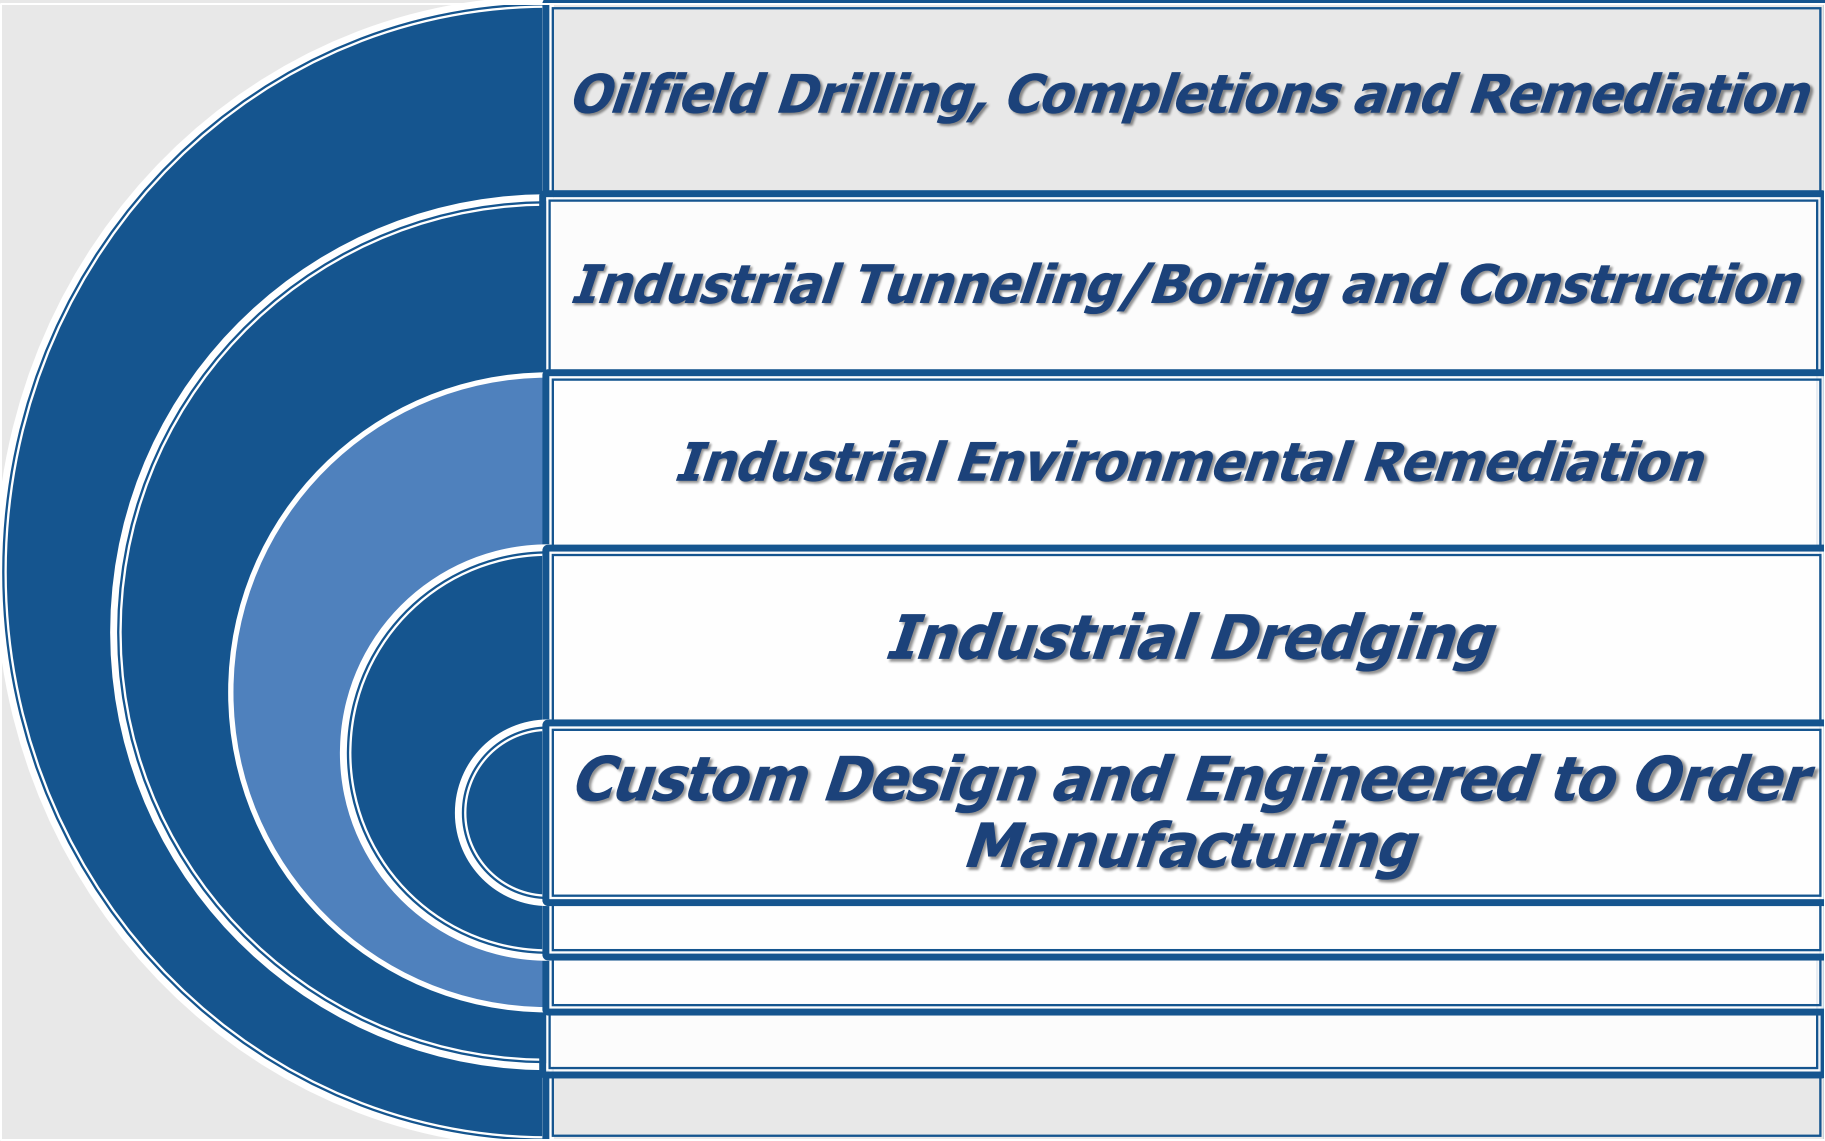 Oilfield Drilling, Completions and Remediation
Industrial Tunneling/Boring and Construction
Industrial Environmental Remediation
Industrial Dredging
Custom Design and Engineered to Order
Manufacturing